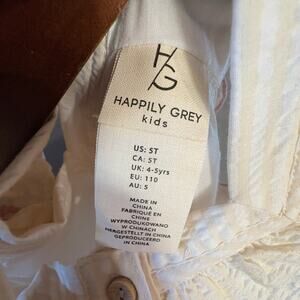 H/G
HAPPILY GREY
kids
US: 5T
CA: 5T
UK: 4-5yrs
EU: 110
AU: 5
MADE IN
CHINA
FABRIQUÉ EN
CHINE
WYPRODUKOWANO
W CHINACH
HERGESTELLT IN CHINA
GEPRODUCEERD
IN CHINA